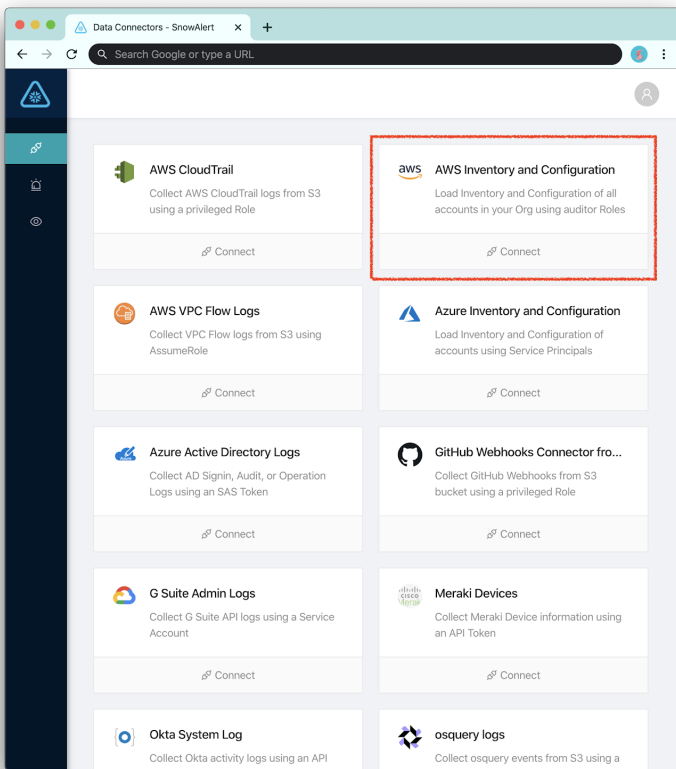 Data Connectors - SnowAlert
Search Google or type a URL
AWS CloudTrail
Collect AWS CloudTrail logs from S3
using a privileged Role
Connect
aws
AWS Inventory and Configuration
Load Inventory and Configuration of all
accounts in your Org using auditor Roles
Connect
AWS VPC Flow Logs
Collect VPC Flow logs from S3 using
AssumeRole
Connect
Azure Inventory and Configuration
Load Inventory and Configuration of
accounts using Service Principals
Connect
Azure Active Directory Logs
Collect AD Signin, Audit, or Operation
Logs using an SAS Token
Connect
GitHub Webhooks Connector fro...
Collect GitHub Webhooks from S3
bucket using a privileged Role
Connect
G Suite Admin Logs
Collect G Suite API logs using a Service
Account
Connect
CISCO
Meraki Devices
Collect Meraki Device information using
an API Token
Connect
Okta System Log
Collect Okta activity logs using an API
osquery logs
Collect osquery events from S3 using a